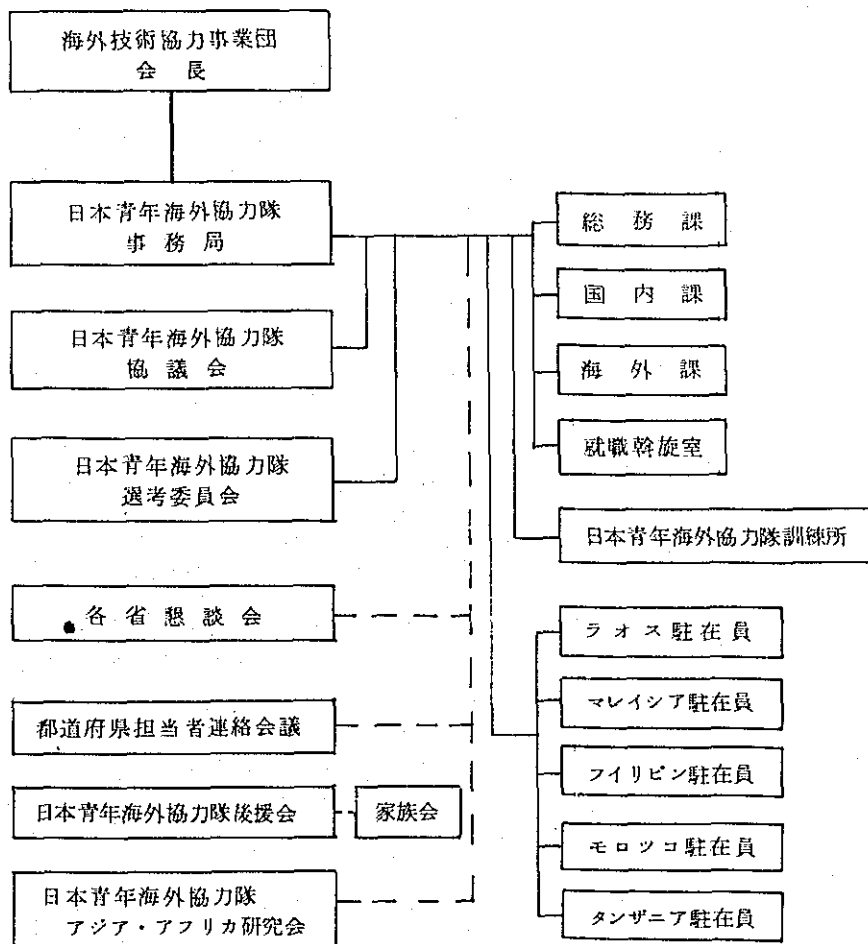 海外技術協力事業団
会長
日本青年海外協力隊
事務局
日本青年海外協力隊
協議会
日本青年海外協力隊
選考委員会
各省懇談会
都道府県担当者連絡会議
日本青年海外協力隊後援会
家族会
日本青年海外協力隊
アジア・アフリカ研究会
総務課
国内課
海外課
就職斡旋室
日本青年海外協力隊訓練所
ラオス駐在員
マレイシア駐在員
フイリピン駐在員
モロツコ駐在員
タンザニア駐在員